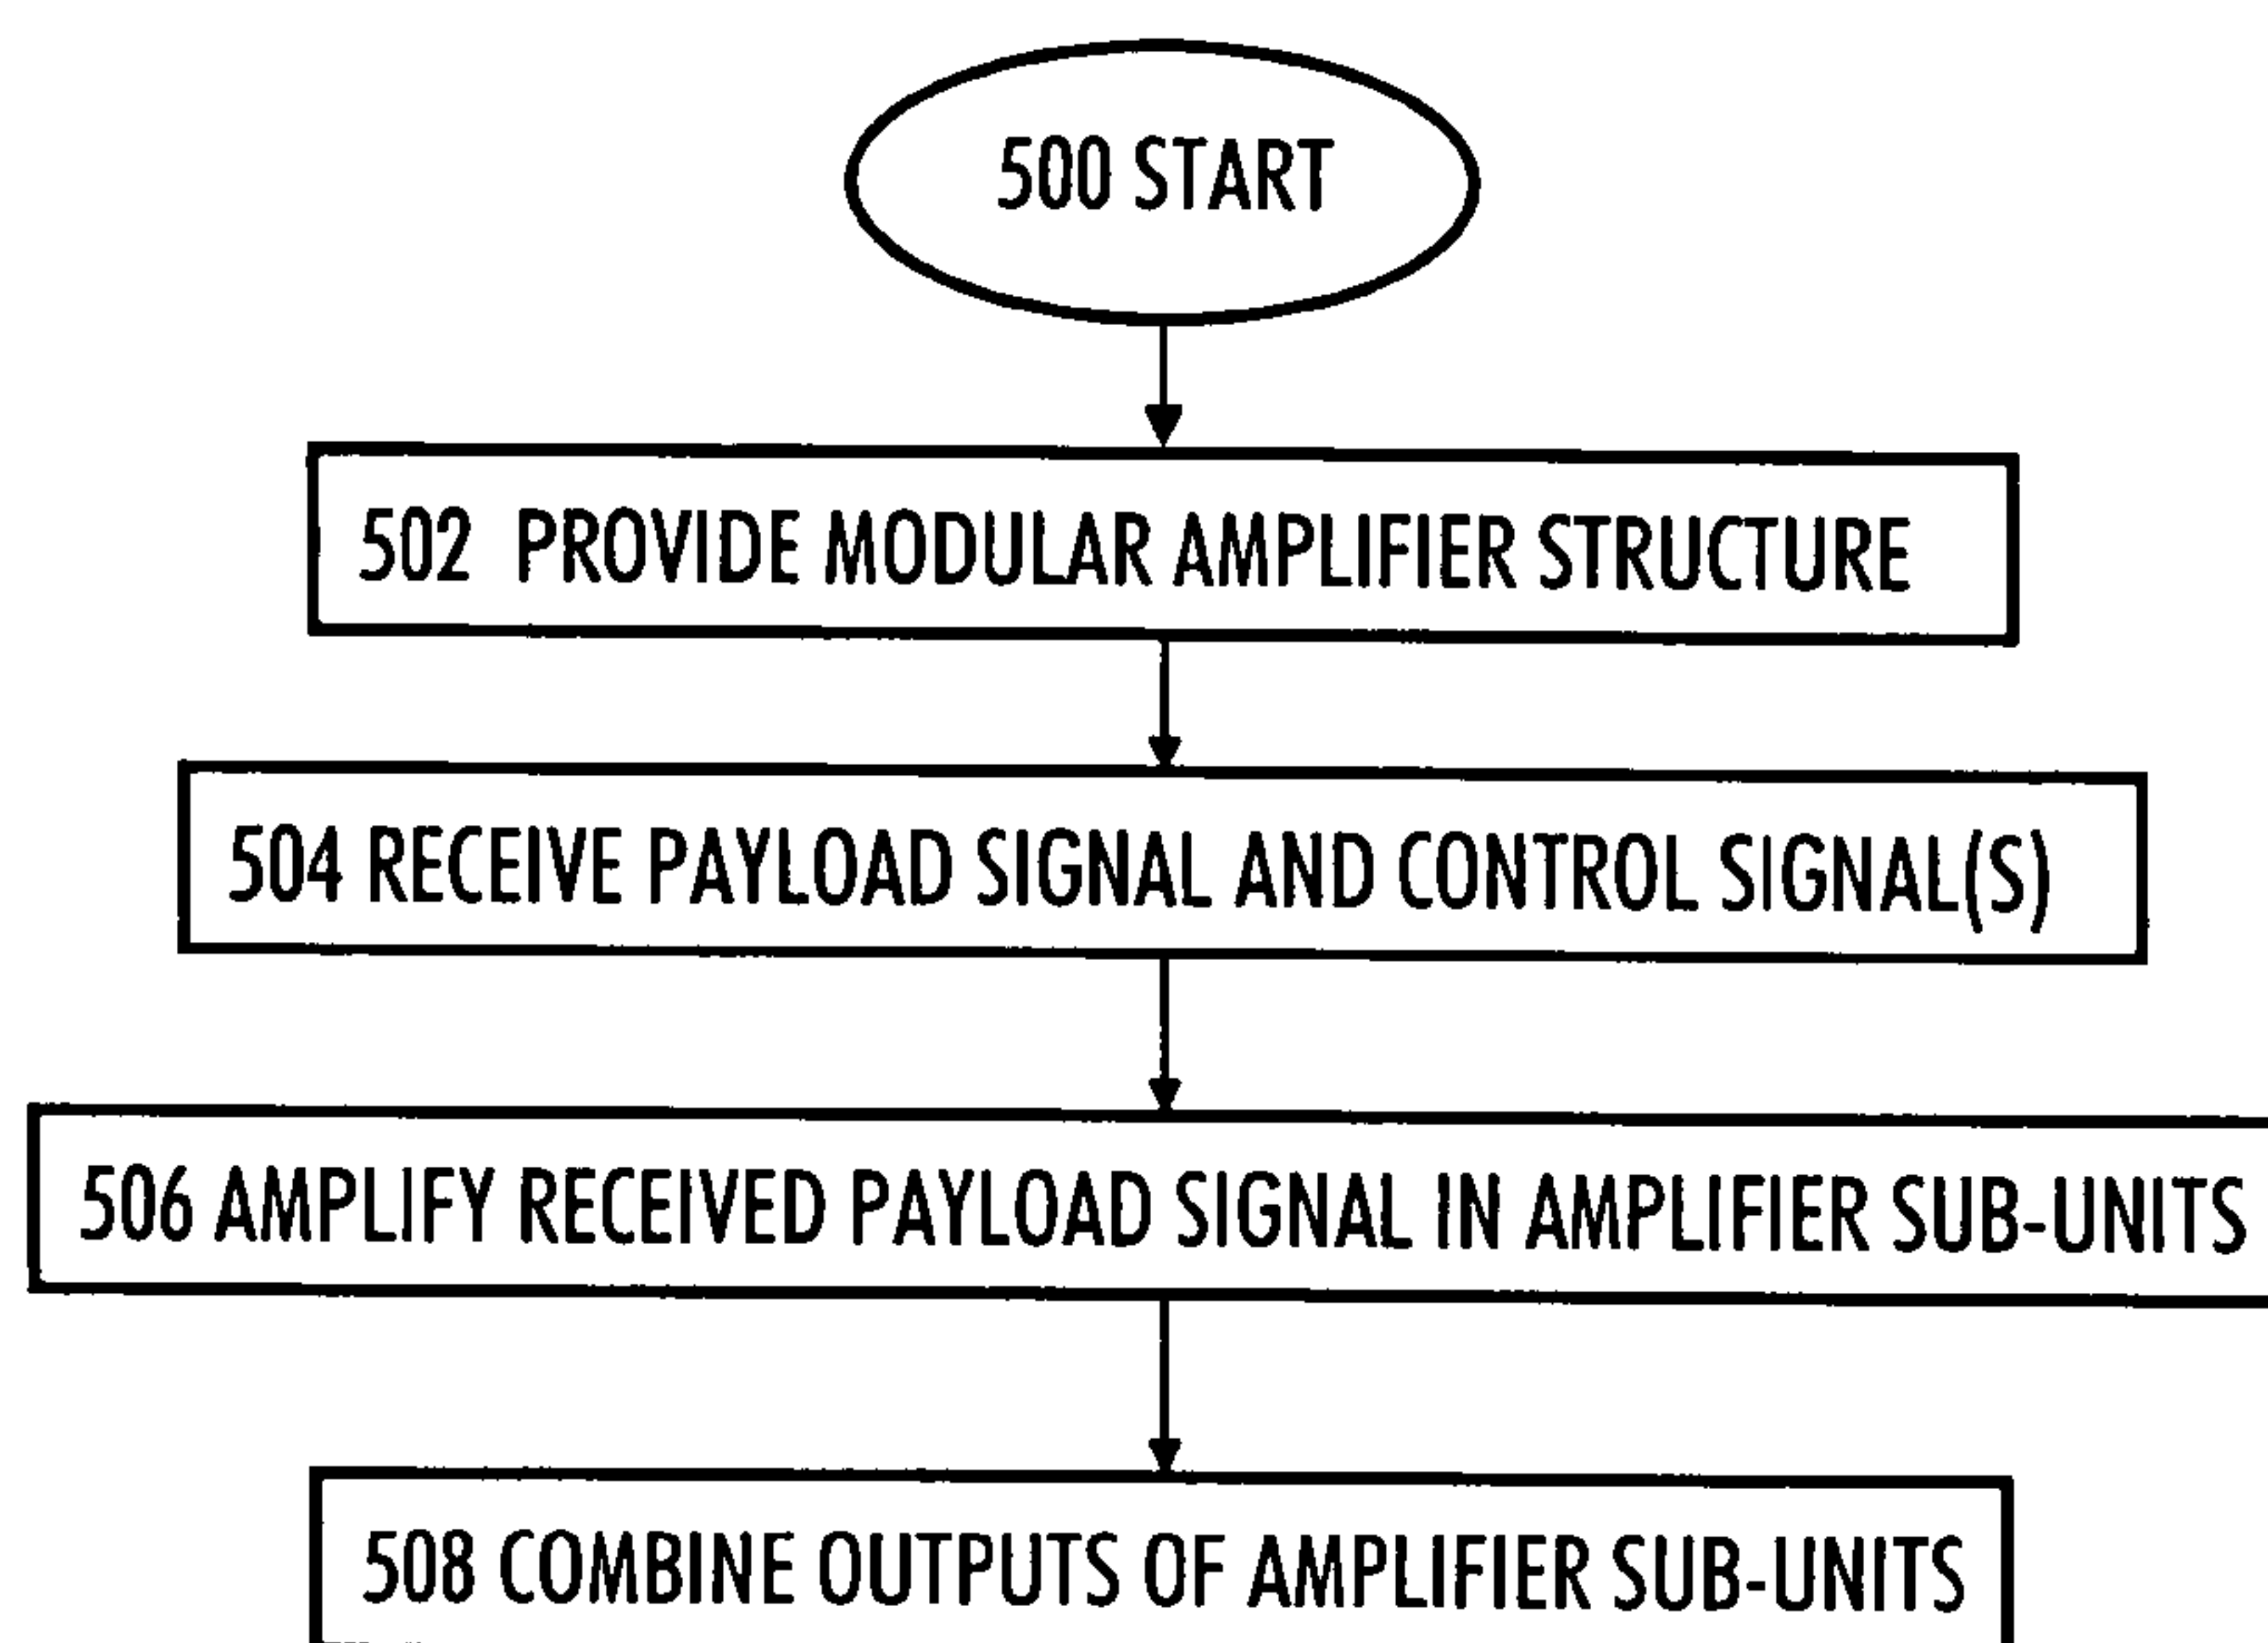 500 START
502 PROVIDE MODULAR AMPLIFIER STRUCTURE
504 RECEIVE PAYLOAD SIGNAL AND CONTROL SIGNAL(S)
506 AMPLIFY RECEIVED PAYLOAD SIGNAL IN AMPLIFIER SUB-UNITS
508 COMBINE OUTPUTS OF AMPLIFIER SUB-UNITS